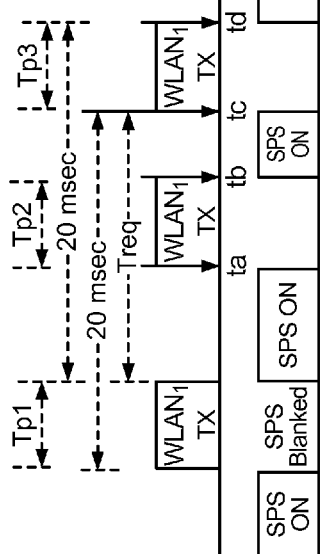 Tp1
Tp2
Tp3
20 msec
20 msec
Treq
WLAN1
TX
WLAN1
TX
WLAN1
TX
ta
tb
tc
td
SPS
ON
SPS
Blanked
SPS ON
SPS
ON